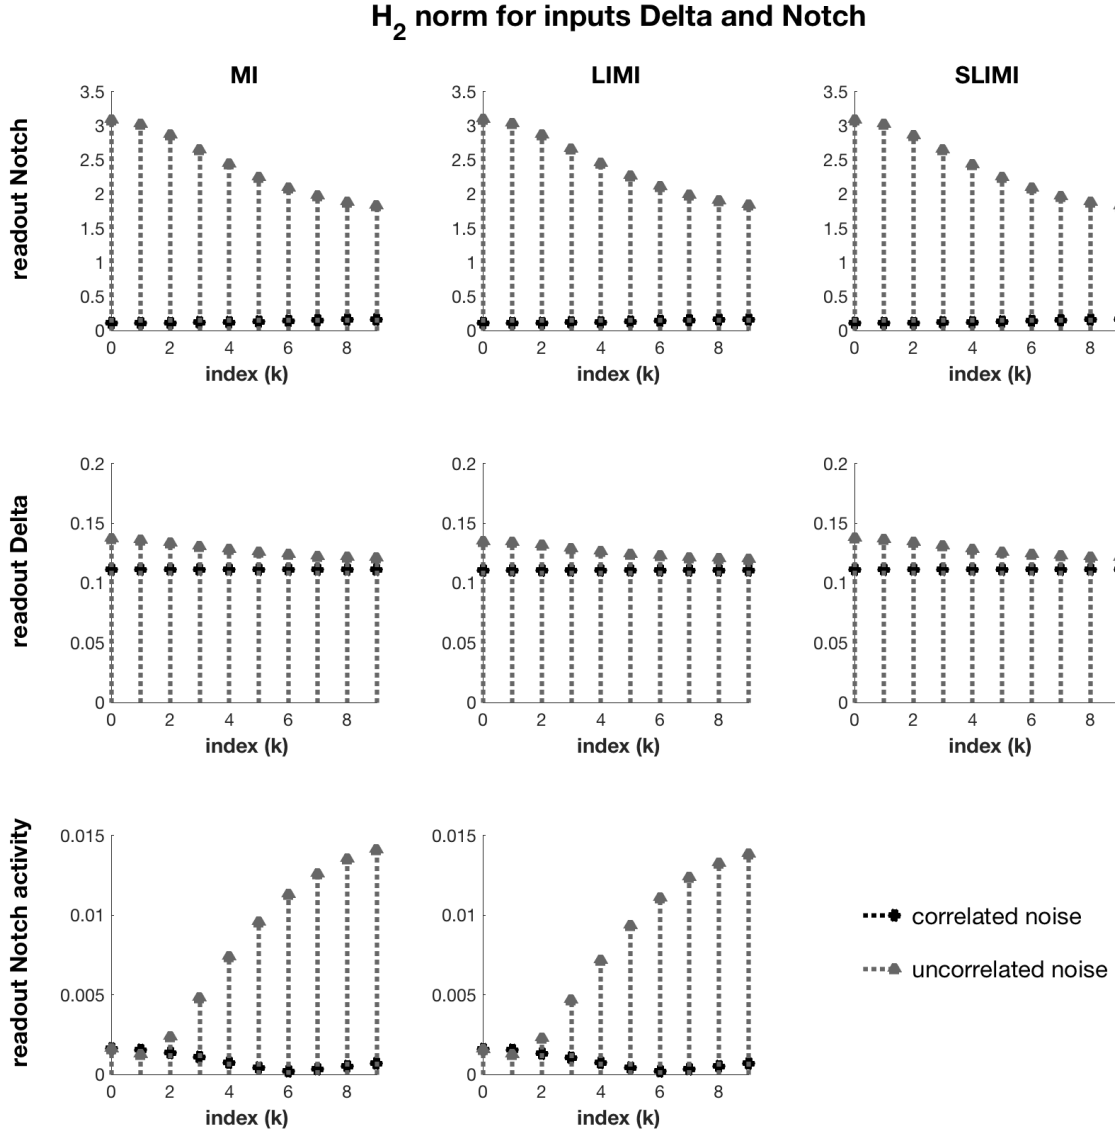 H2 norm for inputs Delta and Notch
MI
LIMI
SLIMI
readout Notch
3.5
3
2.5
2
1.5
1
0.5
0
0 2 4 6 8
index (k)
3.5
3
2.5
2
1.5
1
0.5
0
0 2 4 6 8
index (k)
3.5
3
2.5
2
1.5
1
0.5
0
0 2 4 6 8
index (k)
readout Delta
0.2
0.15
0.1
0.05
0
0 2 4 6 8
index (k)
0.2
0.15
0.1
0.05
0
0 2 4 6 8
index (k)
0.2
0.15
0.1
0.05
0
0 2 4 6 8
index (k)
readout Notch activity
0.015
0.01
0.005
0
0 2 4 6 8
index (k)
0.015
0.01
0.005
0
0 2 4 6 8
index (k)
correlated noise
uncorrelated noise